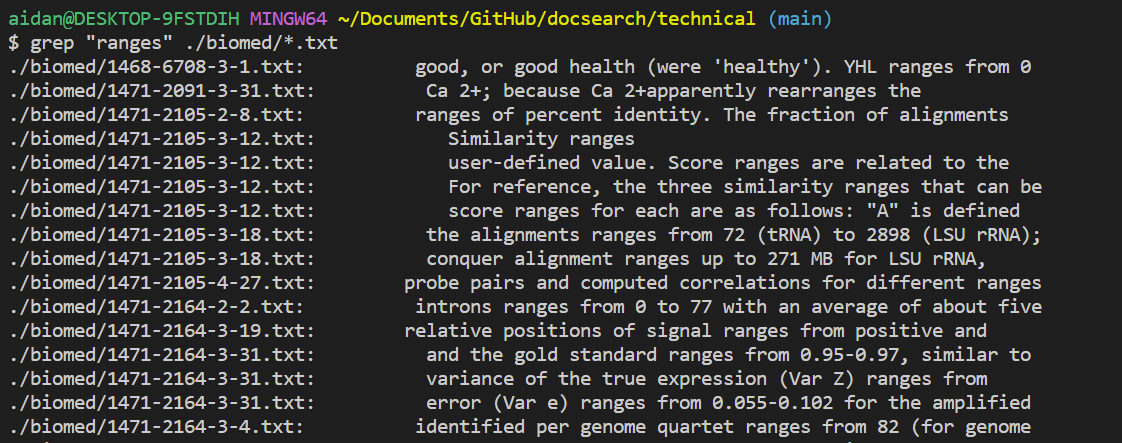 aidan@DESKTOP-9FSTDIH MINGW64 ~/Documents/GitHub/docsearch/technical (main)
$ grep "ranges" ./biomed/*.txt
./biomed/1468-6708-3-1.txt:          good, or good health (were 'healthy'). YHL ranges from 0
./biomed/1471-2091-3-31.txt:          Ca 2+; because Ca 2+apparently rearranges the
./biomed/1471-2105-2-8.txt:          ranges of percent identity. The fraction of alignments
./biomed/1471-2105-3-12.txt:            Similarity ranges
./biomed/1471-2105-3-12.txt:            user-defined value. Score ranges are related to the
./biomed/1471-2105-3-12.txt:            For reference, the three similarity ranges that can be
./biomed/1471-2105-3-12.txt:            score ranges for each are as follows: "A" is defined
./biomed/1471-2105-3-18.txt:          the alignments ranges from 72 (tRNA) to 2898 (LSU rRNA);
./biomed/1471-2105-3-18.txt:          conquer alignment ranges up to 271 MB for LSU rRNA,
./biomed/1471-2105-4-27.txt:        probe pairs and computed correlations for different ranges
./biomed/1471-2164-2-2.txt:          introns ranges from 0 to 77 with an average of about five
./biomed/1471-2164-3-19.txt:        relative positions of signal ranges from positive and
./biomed/1471-2164-3-31.txt:          and the gold standard ranges from 0.95-0.97, similar to
./biomed/1471-2164-3-31.txt:          variance of the true expression (Var Z) ranges from
./biomed/1471-2164-3-31.txt:          error (Var e) ranges from 0.055-0.102 for the amplified
./biomed/1471-2164-3-4.txt:          identified per genome quartet ranges from 82 (for genome